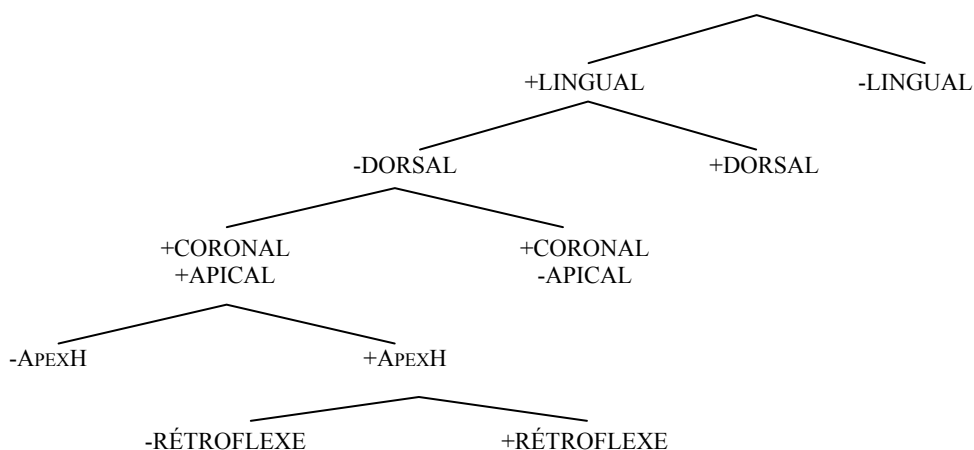 +LINGUAL -LINGUAL
-DORSAL +DORSAL
+CORONAL +CORONAL
+APICAL -APICAL
-APEXH +APEXH
-RÉTROFLEXE +RÉTROFLEXE